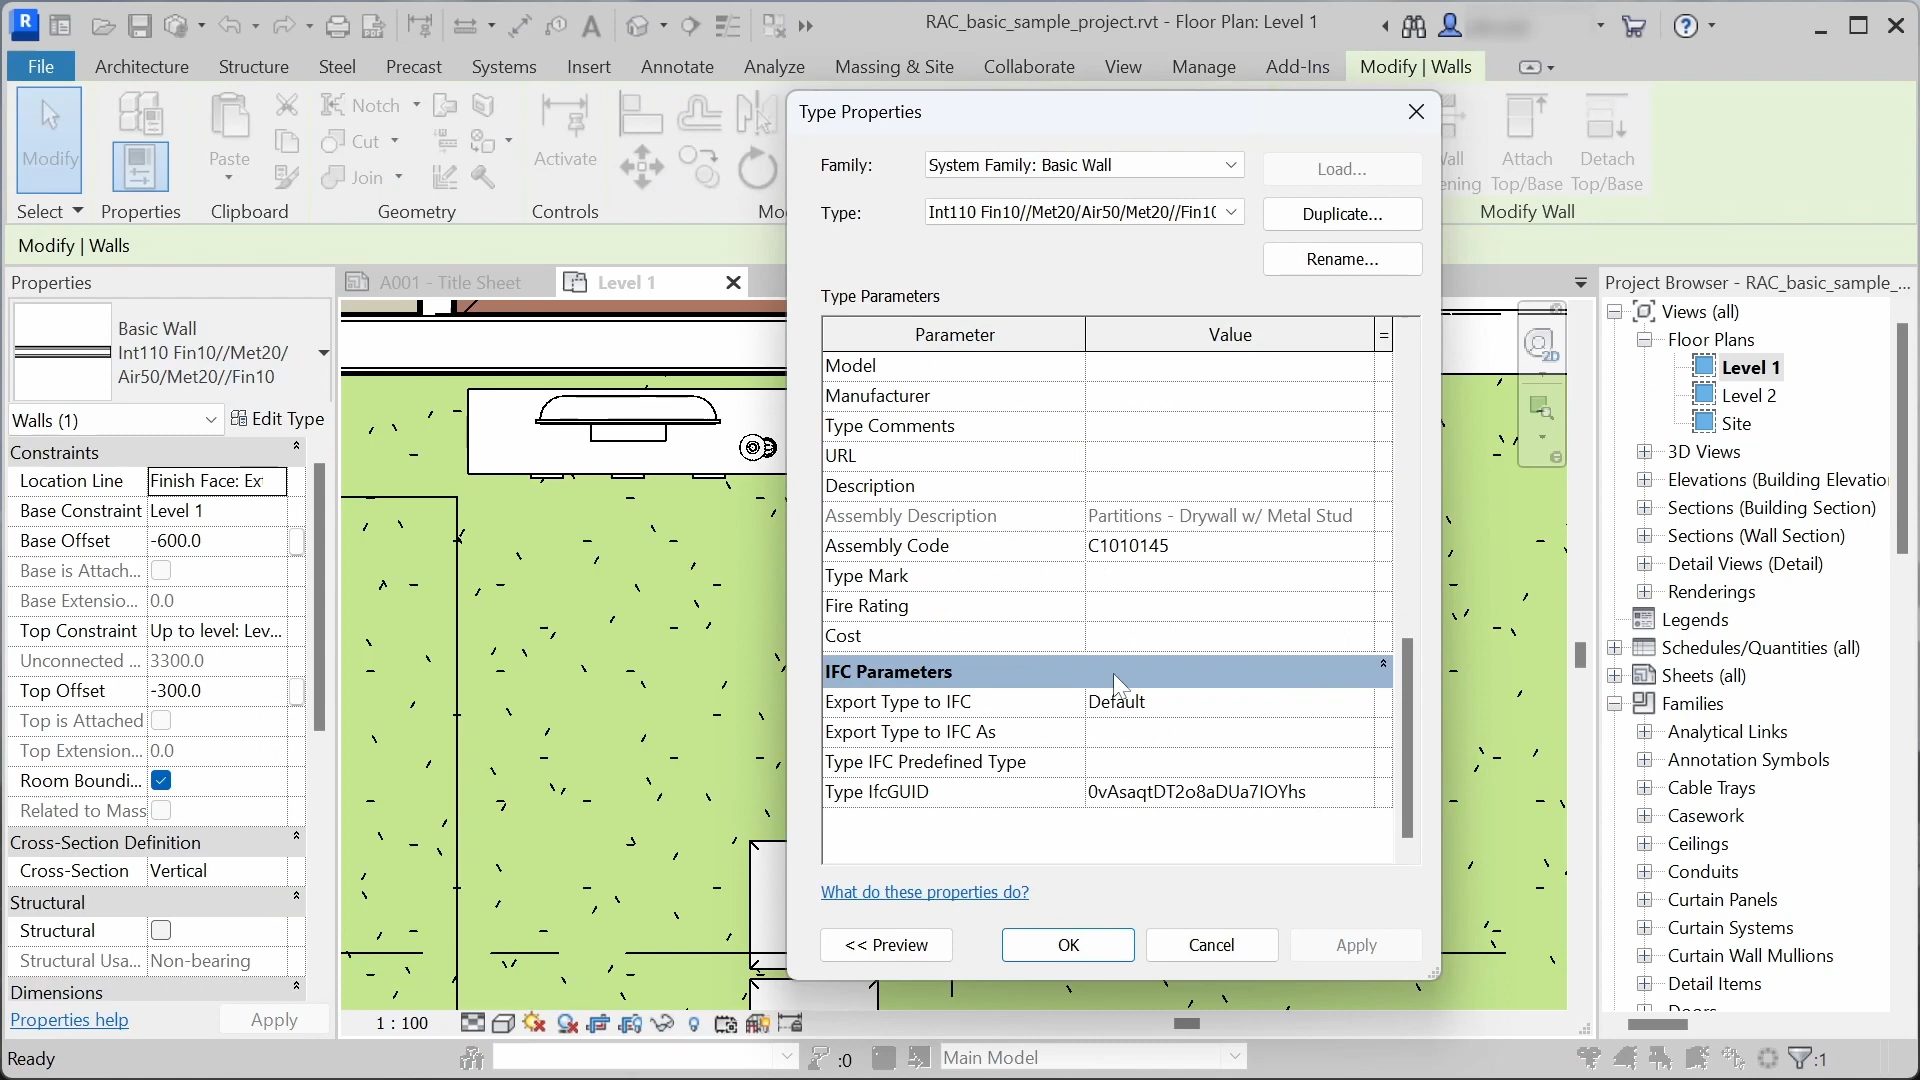 RAC_basic_sample_project.rvt - Floor Plan: Level 1
File Architecture Structure Steel Precast Systems Insert Annotate Analyze Massing & Site Collaborate View Manage Add-Ins Modify | Walls
Modify
Paste
Notch
Cut
Join
Activate
Attach Top/Base
Detach Top/Base
Select Properties Clipboard Geometry Controls Modify Wall
Modify | Walls
Properties
Basic Wall
Int110 Fin10//Met20/
Air50/Met20//Fin10
Walls (1) Edit Type
Constraints
Location Line Finish Face: Ex
Base Constraint Level 1
Base Offset -600.0
Base is Attach...
Base Extensio... 0.0
Top Constraint Up to level: Lev...
Unconnected ... 3300.0
Top Offset -300.0
Top is Attached
Top Extension... 0.0
Room Boundi...
Related to Mass
Cross-Section Definition
Cross-Section Vertical
Structural
Structural
Structural Usa... Non-bearing
Dimensions
Properties help Apply
A001 - Title Sheet
Level 1
2D
1 : 100
Type Properties
Family: System Family: Basic Wall Load...
Type: Int110 Fin10//Met20/Air50/Met20//Fin1( Duplicate...
Rename...
Type Parameters
Parameter Value =
Model
Manufacturer
Type Comments
URL
Description
Assembly Description Partitions - Drywall w/ Metal Stud
Assembly Code C1010145
Type Mark
Fire Rating
Cost
IFC Parameters
Export Type to IFC Default
Export Type to IFC As
Type IFC Predefined Type
Type IfcGUID 0vAsaqtDT2o8aDUa7IOYhs
What do these properties do?
<< Preview OK Cancel Apply
Project Browser - RAC_basic_sample_...
Views (all)
Floor Plans
Level 1
Level 2
Site
3D Views
Elevations (Building Elevatio
Sections (Building Section)
Sections (Wall Section)
Detail Views (Detail)
Renderings
Legends
Schedules/Quantities (all)
Sheets (all)
Families
Analytical Links
Annotation Symbols
Cable Trays
Casework
Ceilings
Conduits
Curtain Panels
Curtain Systems
Curtain Wall Mullions
Detail Items
Ready
:0
Main Model
:1